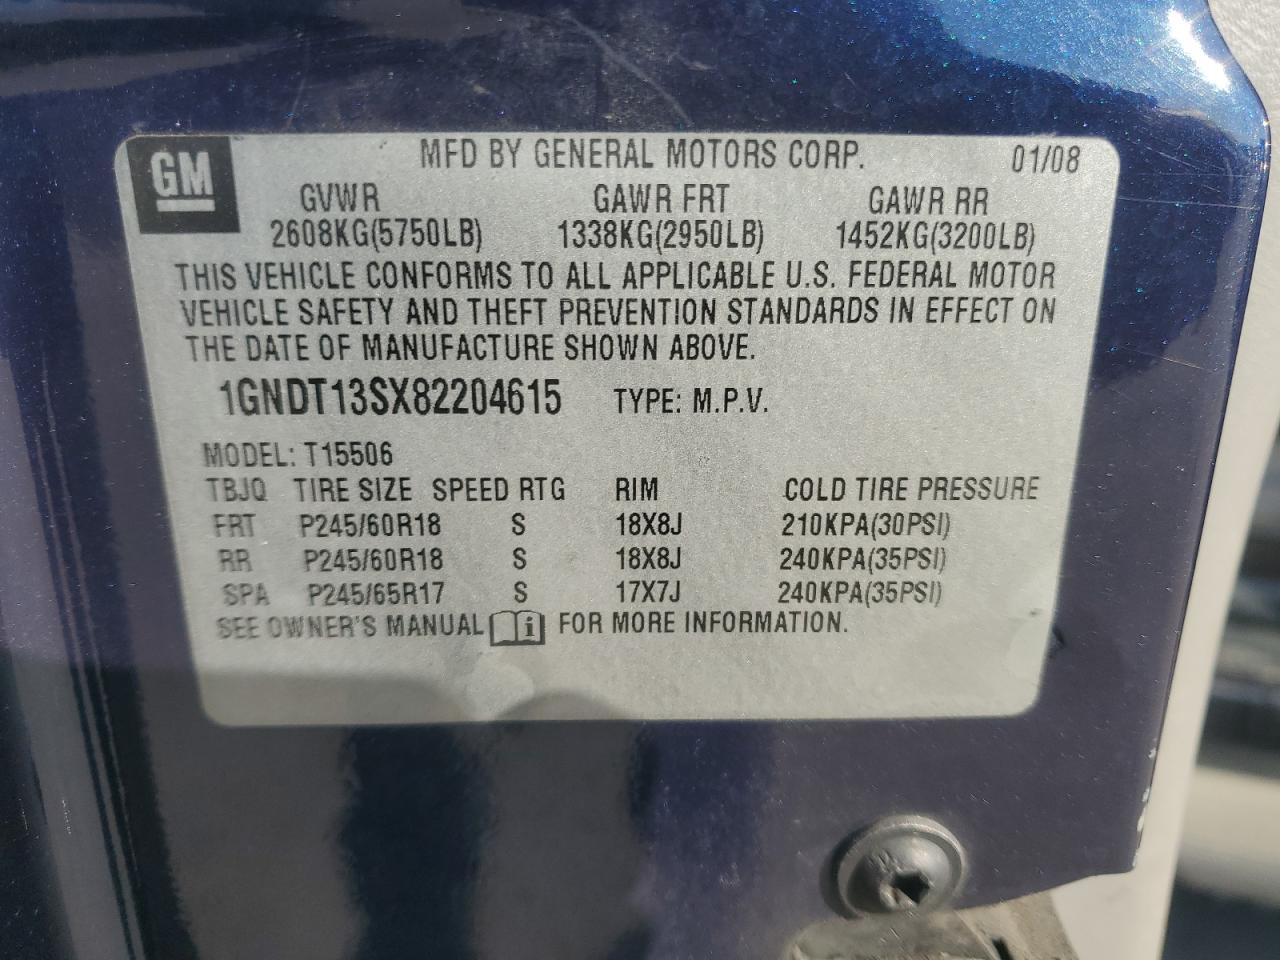 GM
MFD BY GENERAL MOTORS CORP. 01/08
GVWR GAWR FRT GAWR RR
2608KG(5750LB) 1338KG(2950LB) 1452KG(3200LB)
THIS VEHICLE CONFORMS TO ALL APPLICABLE U.S. FEDERAL MOTOR
VEHICLE SAFETY AND THEFT PREVENTION STANDARDS IN EFFECT ON
THE DATE OF MANUFACTURE SHOWN ABOVE.
1GNDT13SX82204615 TYPE: M.P.V.
MODEL: T15506
TBJQ TIRE SIZE SPEED RTG RIM COLD TIRE PRESSURE
FRT P245/60R18 S 18X8J 210KPA(30PSI)
RR P245/60R18 S 18X8J 240KPA(35PSI)
SPA P245/65R17 S 17X7J 240KPA(35PSI)
SEE OWNER'S MANUAL i FOR MORE INFORMATION.